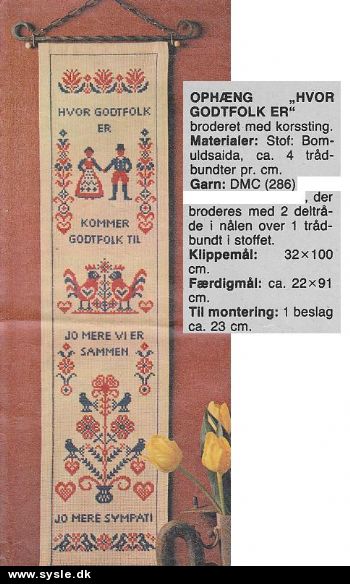 HVOR GODTFOLK
ER
KOMMER
GODTFOLK TIL
JO MERE VI ER
SAMMEN
JO MERE SYMPATI
OPHÆNG „HVOR
GODTFOLK ER“
broderet med korssting.
Materialer: Stof: Bom-
uldsaida, ca. 4 tråd-
bundter pr. cm.
Garn: DMC (286)
, der
broderes med 2 deltrå-
de i nålen over 1 tråd-
bundt i stoffet.
Klippemål: 32×100
cm.
Færdigmål: ca. 22×91
cm.
Til montering: 1 beslag
ca. 23 cm.
www.sysle.dk